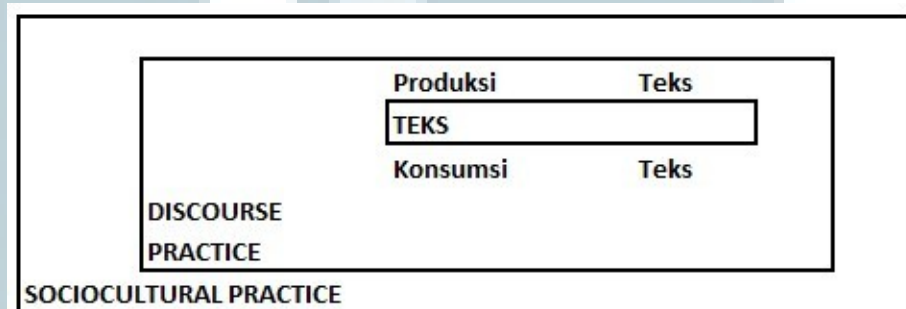 Produksi Teks
TEKS
Konsumsi Teks
DISCOURSE
PRACTICE
SOCIOCULTURAL PRACTICE